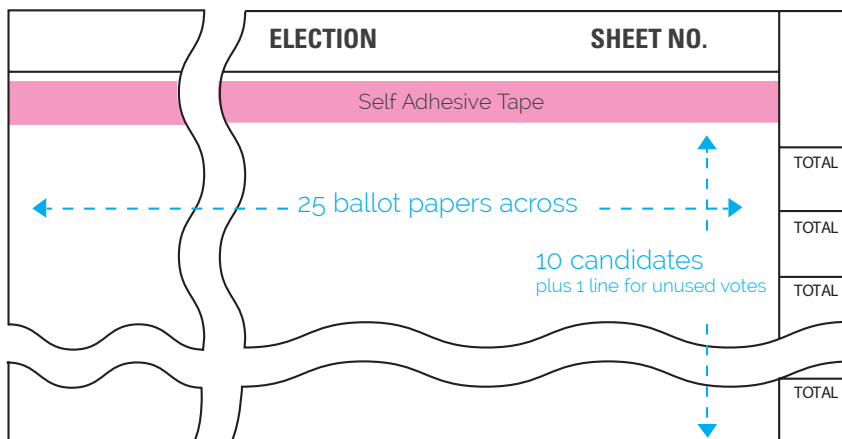 ELECTION SHEET NO.
Self Adhesive Tape
TOTAL
25 ballot papers across
TOTAL
10 candidates
plus 1 line for unused votes
TOTAL
TOTAL